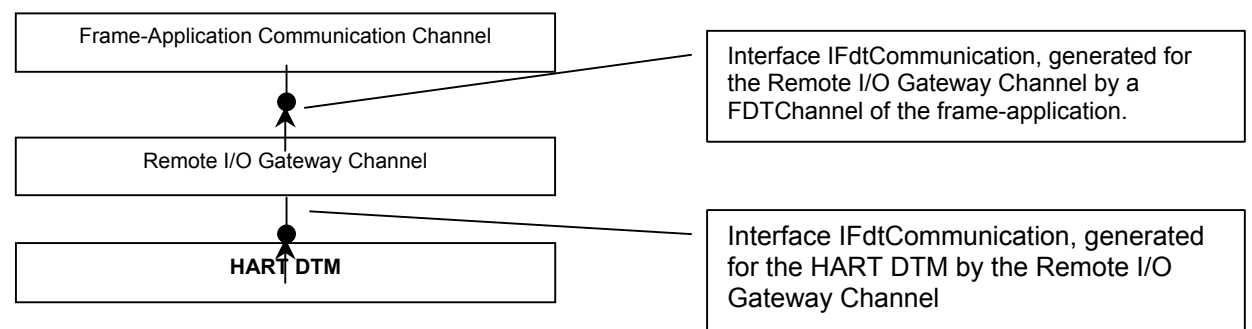 Frame-Application Communication Channel
Interface IFdtCommunication, generated for
the Remote I/O Gateway Channel by a
FDTChannel of the frame-application.
Remote I/O Gateway Channel
HART DTM
Interface IFdtCommunication, generated
for the HART DTM by the Remote I/O
Gateway Channel